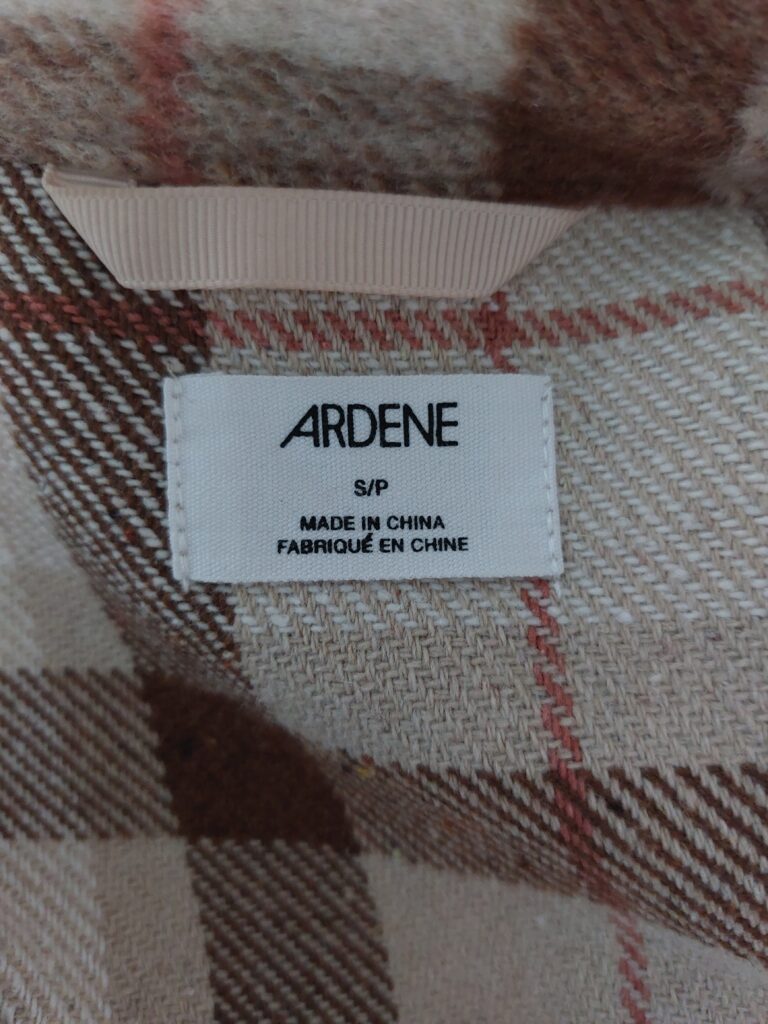 ARDENE
S/P
MADE IN CHINA
FABRIQUÉ EN CHINE